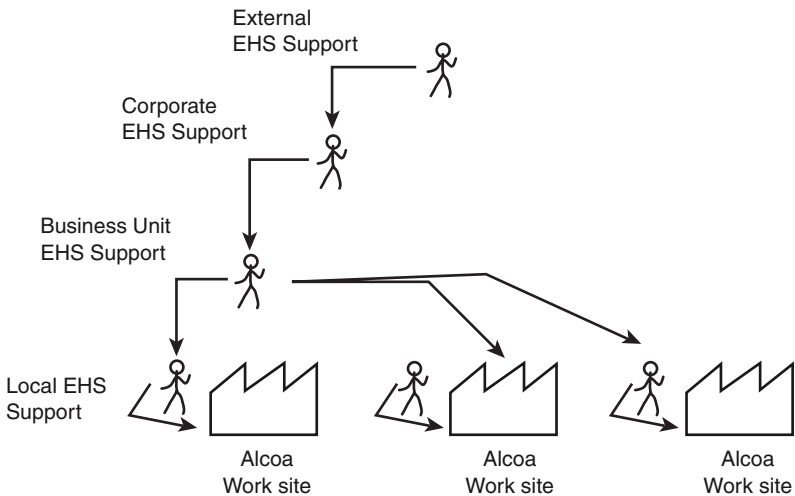 External
EHS Support
Corporate
EHS Support
Business Unit
EHS Support
Local EHS
Support
Alcoa
Work site
Alcoa
Work site
Alcoa
Work site